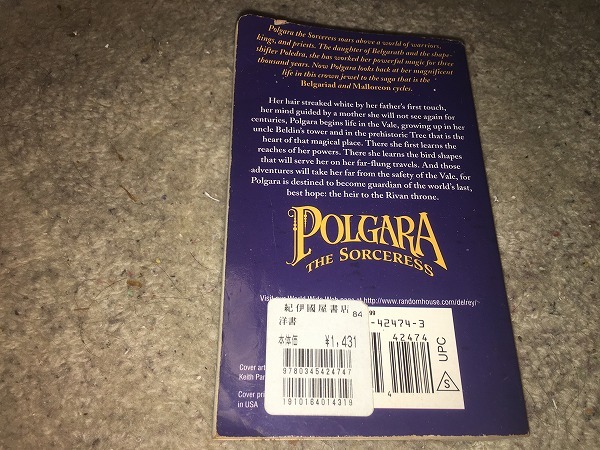 Polgara the Sorceress soars above a world of warriors,
kings, and priests. The daughter of Belgarath and the shape-
shifter Poledra, she has worked her powerful magic for three
thousand years. Now Polgara looks back at her magnificent
life in this crown jewel to the saga that is the
Belgariad and Malloreon cycles.
Her hair streaked white by her father's first touch,
her mind guided by a mother she will not see again for
centuries, Polgara begins life in the Vale, growing up in her
uncle Beldin's tower and in the prehistoric Tree that is the
heart of that magical place. There she first learns the
reaches of her powers. There she learns the bird shapes
that will serve her on her far-flung travels. And those
adventures will take her far from the safety of the Vale, for
Polgara is destined to become guardian of the world's last,
best hope: the heir to the Rivan throne.
POLGARA
THE SORCERESS
http://www.randomhouse.com/delrey/
紀伊國屋書店 84
洋書
本体価 ¥1,431
9780345424747
1910164014319
-42474-3
42474
4
UPC
S
Cover art
Keith Par
Cover pri
in USA